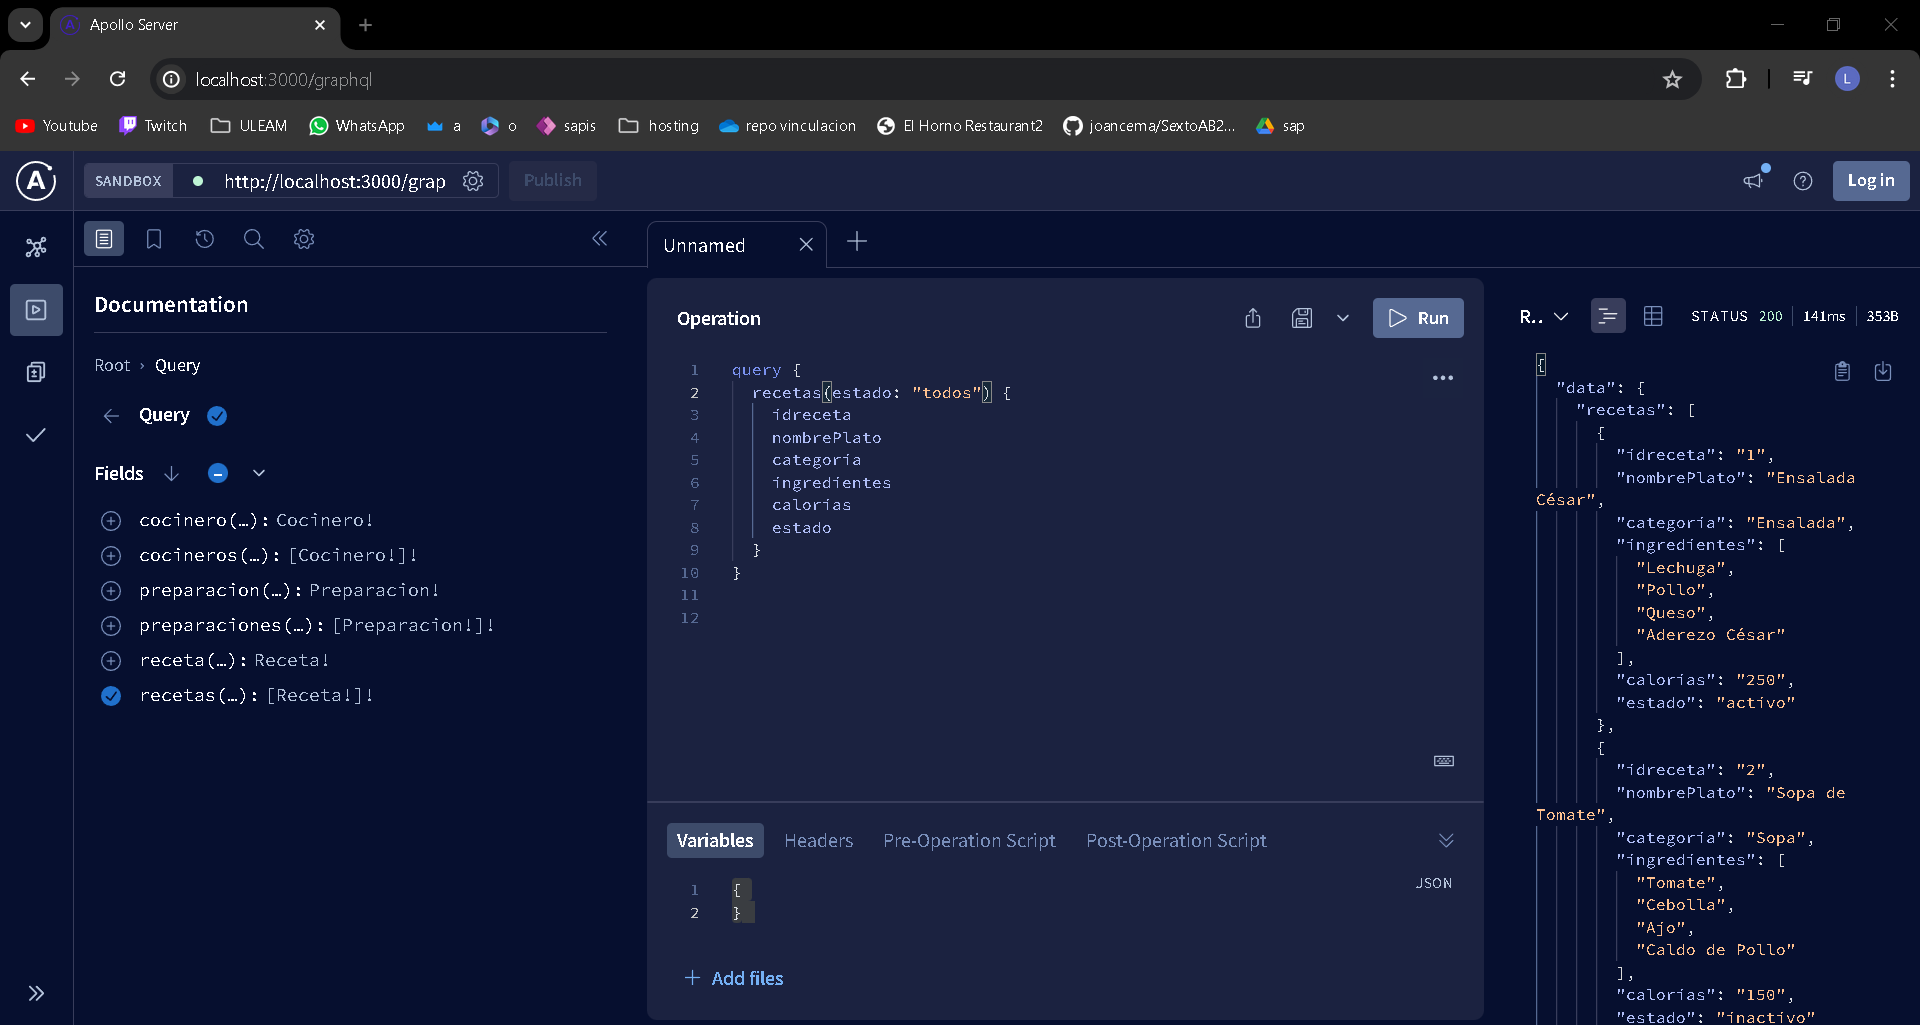 Apollo Server
localhost:3000/graphql
Youtube
Twitch
ULEAM
WhatsApp
a
o
sapis
hosting
repo vinculacion
El Horno Restaurant2
joancema/SextoAB2...
sap
L
SANDBOX
http://localhost:3000/grap
Publish
Log in
Documentation
Root › Query
Query
Fields
cocinero(…): Cocinero!
cocineros(…): [Cocinero!]!
preparacion(…): Preparacion!
preparaciones(…): [Preparacion!]!
receta(…): Receta!
recetas(…): [Receta!]!
Unnamed
Operation
Run
1 query {
2 recetas(estado: "todos") {
3 idreceta
4 nombrePlato
5 categoria
6 ingredientes
7 calorias
8 estado
9 }
10 }
11
12
Variables
Headers
Pre-Operation Script
Post-Operation Script
1 {
2 }
JSON
+ Add files
R..
STATUS 200
141ms
353B
{
"data": {
"recetas": [
{
"idreceta": "1",
"nombrePlato": "Ensalada
César",
"categoria": "Ensalada",
"ingredientes": [
"Lechuga",
"Pollo",
"Queso",
"Aderezo César"
],
"calorias": "250",
"estado": "activo"
},
{
"idreceta": "2",
"nombrePlato": "Sopa de
Tomate",
"categoria": "Sopa",
"ingredientes": [
"Tomate",
"Cebolla",
"Ajo",
"Caldo de Pollo"
],
"calorias": "150",
"estado": "inactivo"